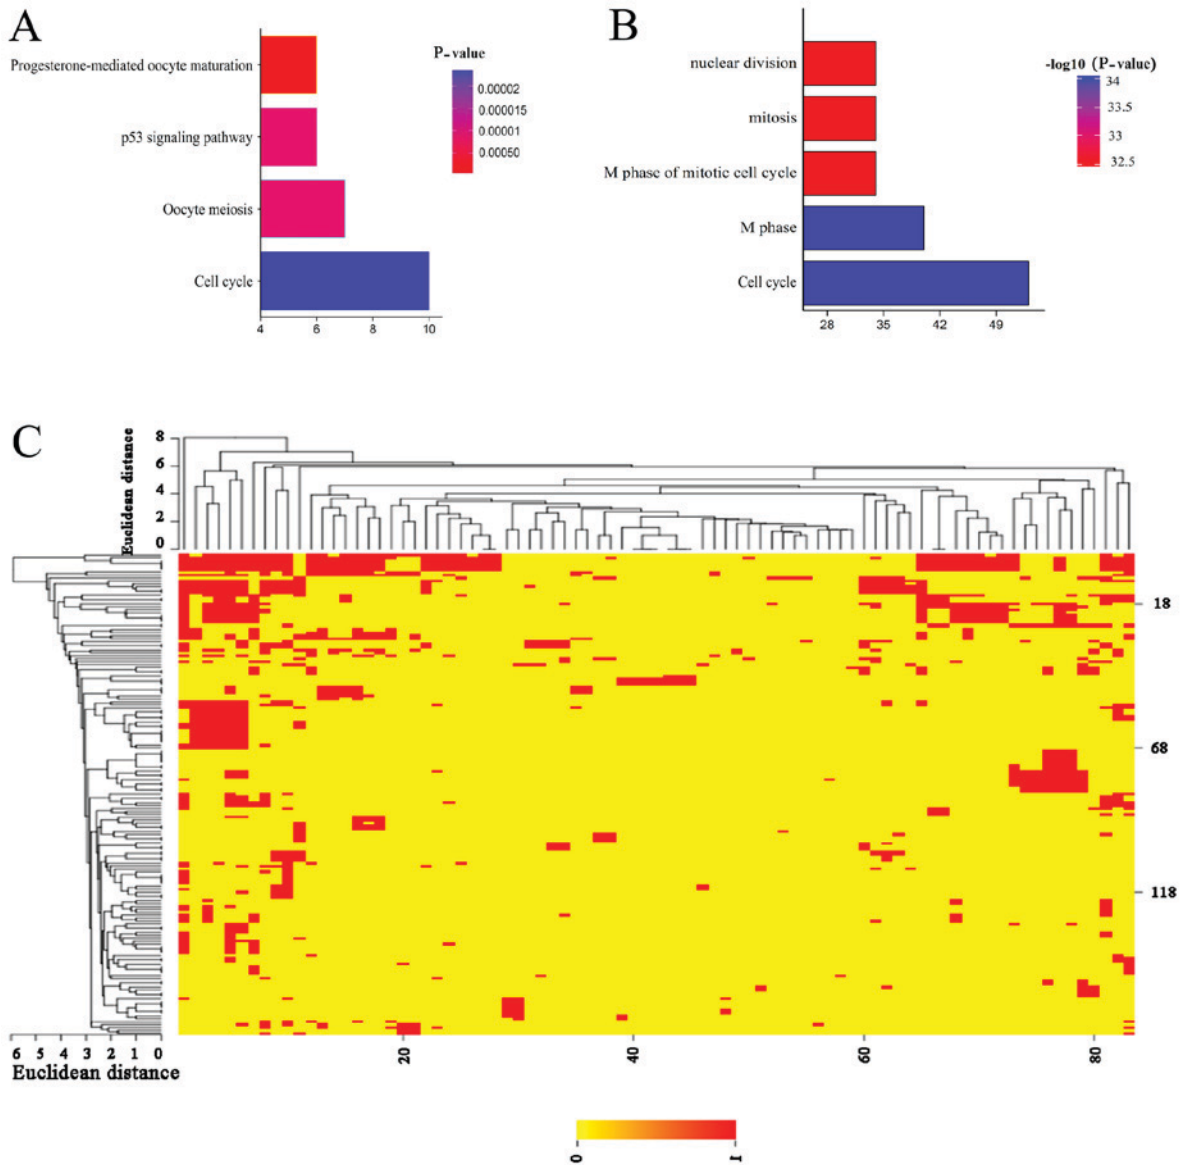 A
Progesterone-mediated oocyte maturation
p53 signaling pathway
Oocyte meiosis
Cell cycle
4 6 8 10
P-value
0.00002
0.000015
0.00001
0.00050
B
nuclear division
mitosis
M phase of mitotic cell cycle
M phase
Cell cycle
28 35 42 49
-log10 (P-value)
34
33.5
33
32.5
C
Euclidean distance
8
6
4
2
0
18
68
118
6 5 4 3 2 1 0
Euclidean distance
20 40 60 80
0 1